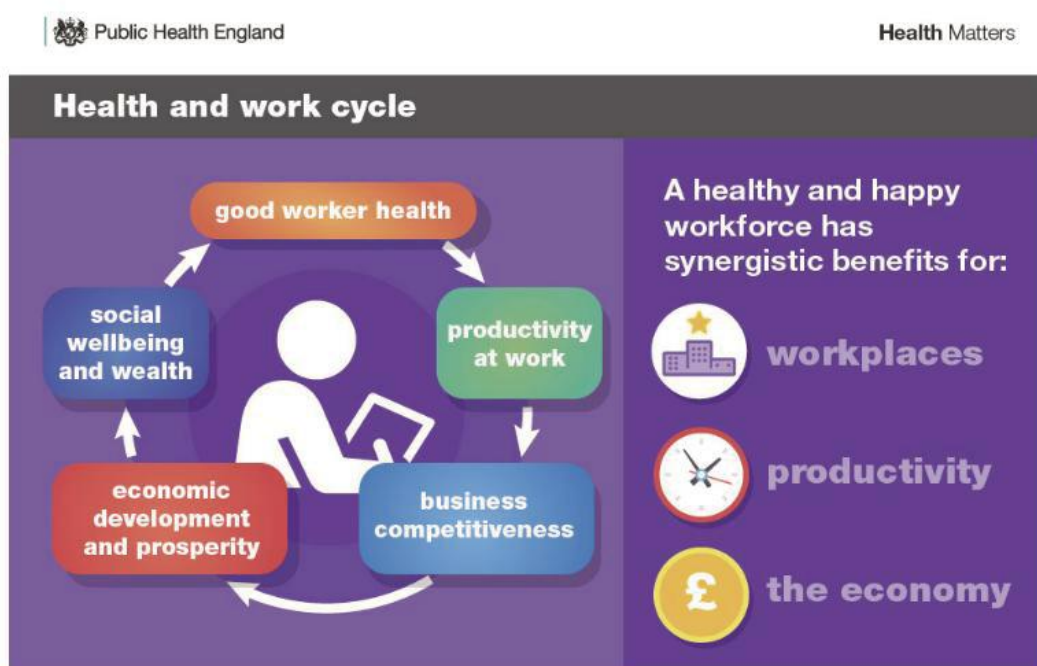 Public Health England
Health Matters
Health and work cycle
good worker health
productivity
at work
business
competitiveness
economic
development
and prosperity
social
wellbeing
and wealth
A healthy and happy
workforce has
synergistic benefits for:
workplaces
productivity
£
the economy